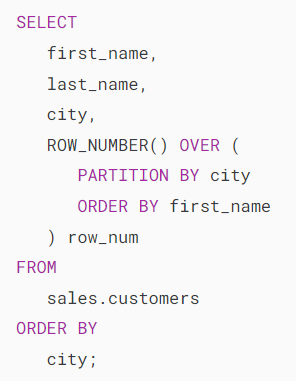 SELECT
   first_name,
   last_name,
   city,
   ROW_NUMBER() OVER (
      PARTITION BY city
      ORDER BY first_name
   ) row_num
FROM
   sales.customers
ORDER BY
   city;